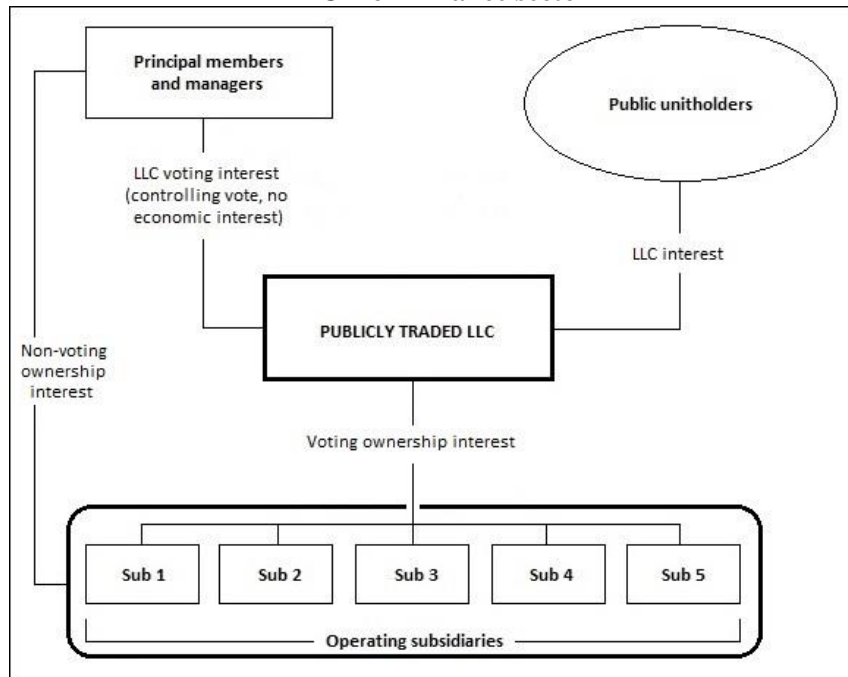 Principal members
and managers
Public unitholders
LLC voting interest
(controlling vote, no
economic interest)
LLC interest
PUBLICLY TRADED LLC
Non-voting
ownership
interest
Voting ownership interest
Sub 1
Sub 2
Sub 3
Sub 4
Sub 5
Operating subsidiaries